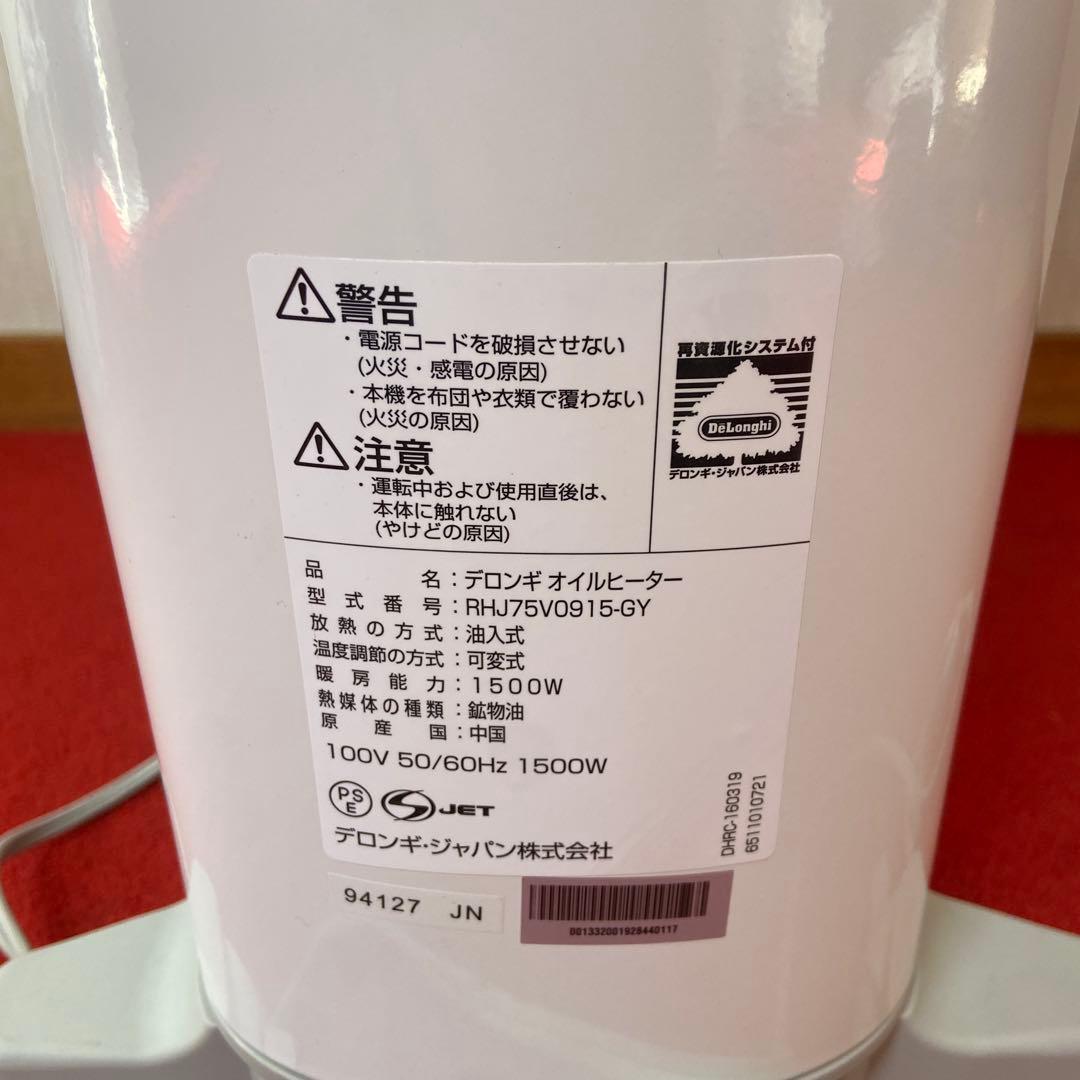 警告
・電源コードを破損させない
(火災・感電の原因)
・本機を布団や衣類で覆わない
(火災の原因)
注意
・運転中および使用直後は、
本体に触れない
(やけどの原因)
再資源化システム付
DeLonghi
デロンギ・ジャパン株式会社
品名:デロンギ オイルヒーター
型式番号:RHJ75V0915-GY
放熱の方式:油入式
温度調節の方式:可変式
暖房能力:1500W
熱媒体の種類:鉱物油
原産国:中国
100V 50/60Hz 1500W
PSE
JET
デロンギ・ジャパン株式会社
DHRC-160319
6511010721
94127 JN
001332001928440117